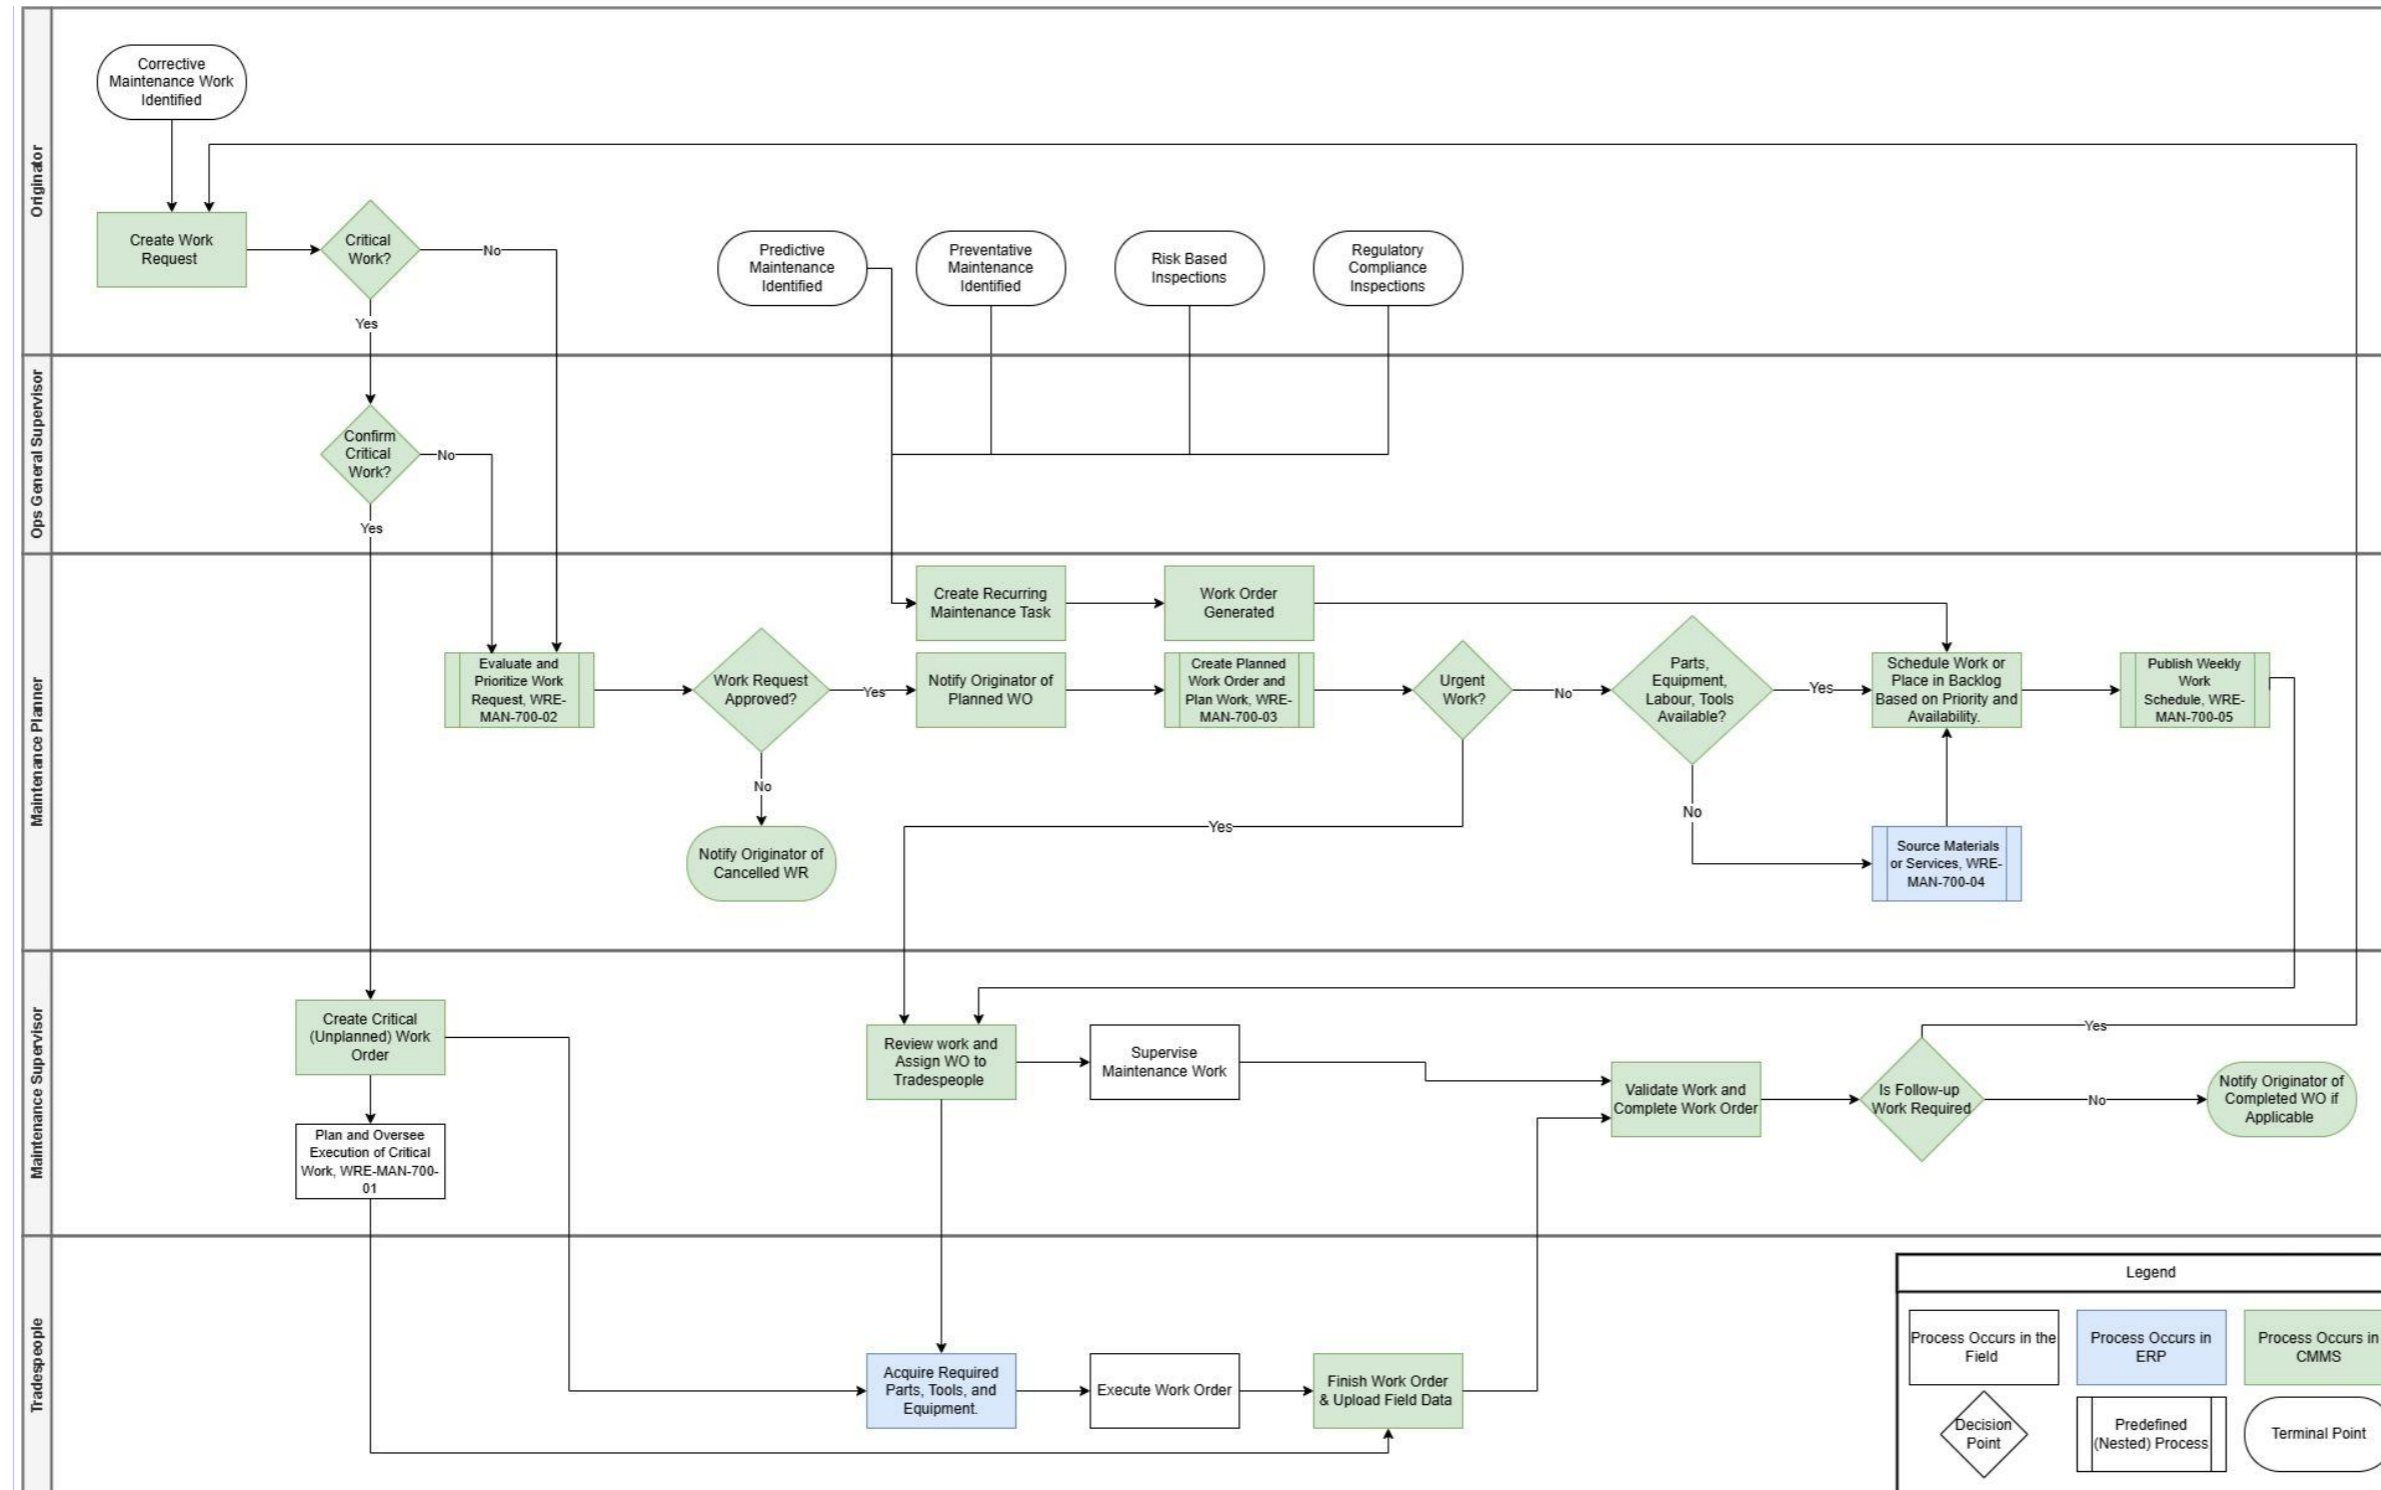 Originator
Corrective
Maintenance Work
Identified
Create Work
Request
Critical
Work?
No
Yes
Predictive
Maintenance
Identified
Preventative
Maintenance
Identified
Risk Based
Inspections
Regulatory
Compliance
Inspections
Ops General Supervisor
Confirm
Critical
Work?
No
Yes
Maintenance Planner
Create Recurring
Maintenance Task
Work Order
Generated
Evaluate and
Prioritize Work
Request, WRE-
MAN-700-02
Work Request
Approved?
Yes
No
Notify Originator of
Cancelled WR
Notify Originator of
Planned WO
Create Planned
Work Order and
Plan Work, WRE-
MAN-700-03
Urgent
Work?
No
Yes
Parts,
Equipment,
Labour, Tools
Available?
Yes
No
Schedule Work or
Place in Backlog
Based on Priority and
Availability.
Source Materials
or Services, WRE-
MAN-700-04
Publish Weekly
Work
Schedule, WRE-
MAN-700-05
Maintenance Supervisor
Create Critical
(Unplanned) Work
Order
Plan and Oversee
Execution of Critical
Work, WRE-MAN-700-
01
Review work and
Assign WO to
Tradespeople
Supervise
Maintenance Work
Validate Work and
Complete Work Order
Is Follow-up
Work Required
Yes
No
Notify Originator of
Completed WO if
Applicable
Tradespeople
Acquire Required
Parts, Tools, and
Equipment.
Execute Work Order
Finish Work Order
& Upload Field Data
Legend
Process Occurs in the
Field
Process Occurs in
ERP
Process Occurs in
CMMS
Decision
Point
Predefined
(Nested) Process
Terminal Point